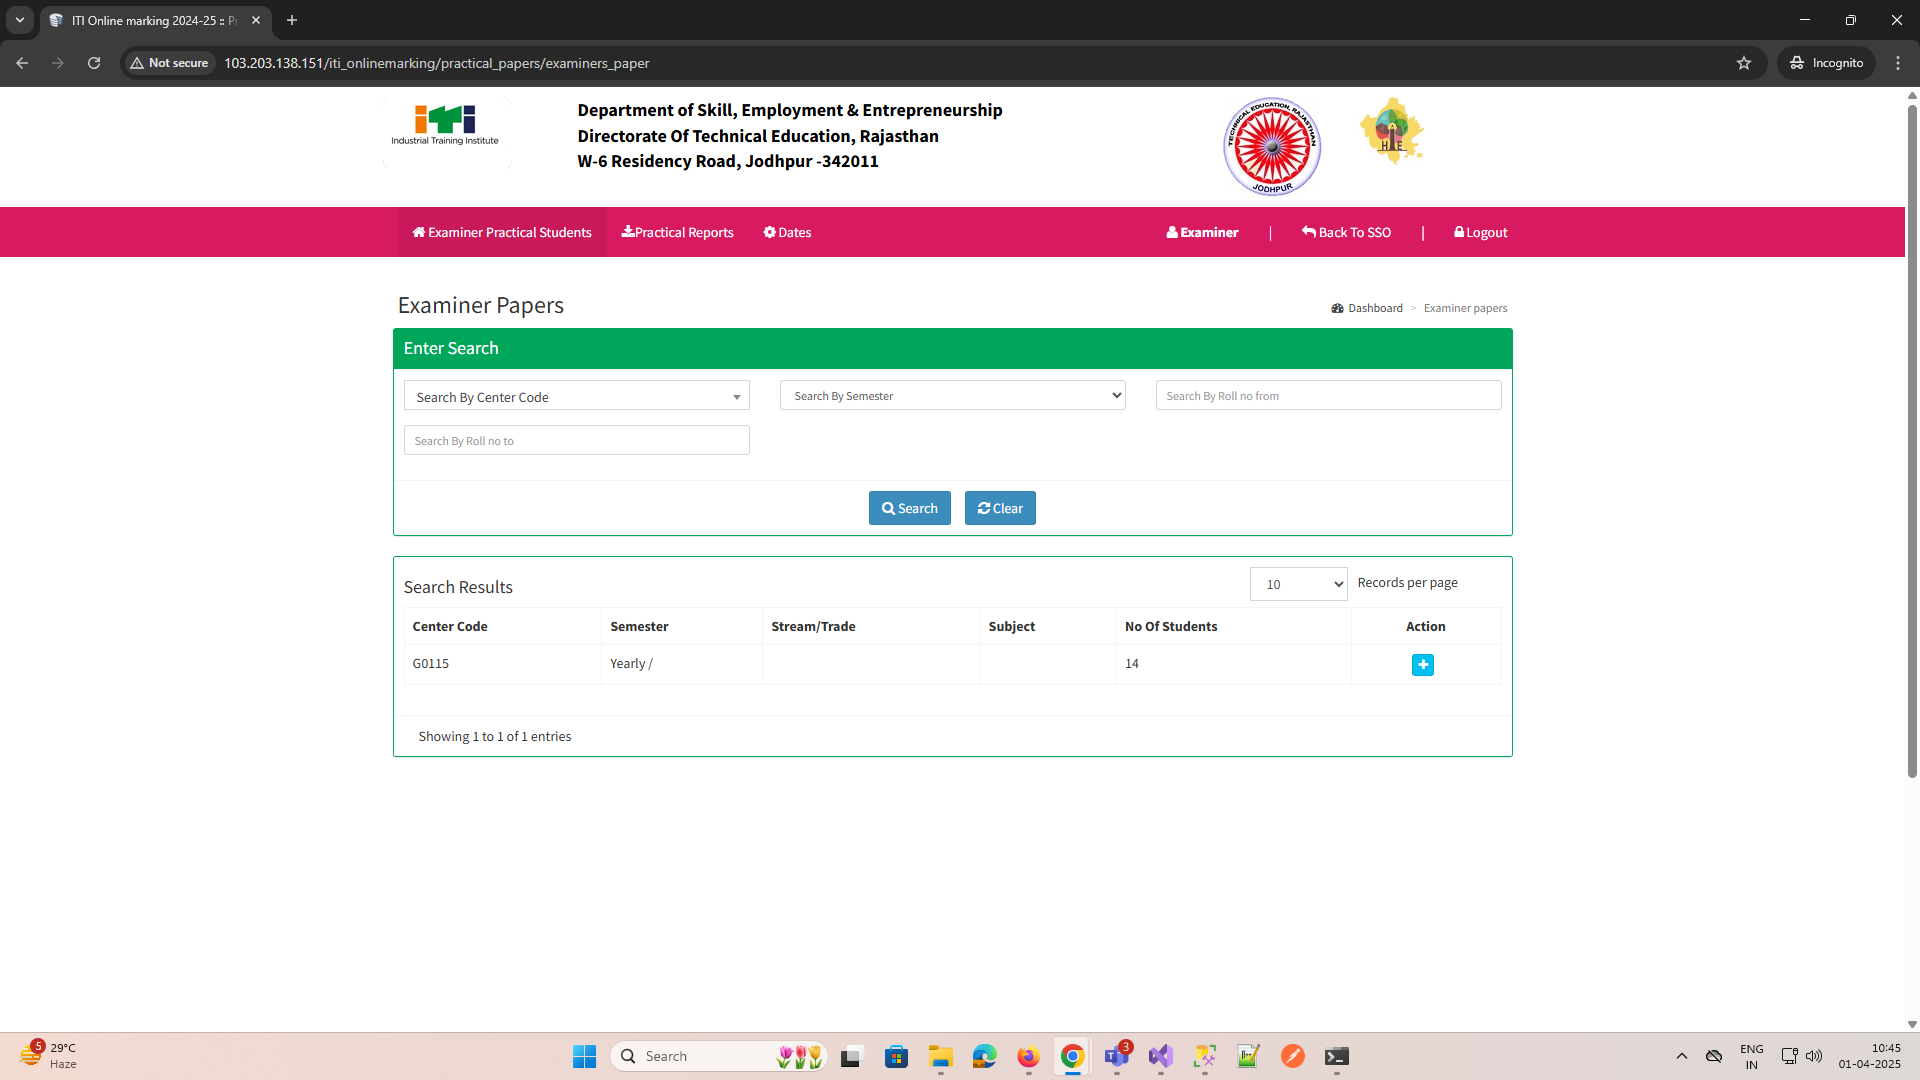 ITI Online marking 2024-25 :: P
Not secure
103.203.138.151/iti_onlinemarking/practical_papers/examiners_paper
Incognito
iTi
Industrial Training Institute
Department of Skill, Employment & Entrepreneurship
Directorate Of Technical Education, Rajasthan
W-6 Residency Road, Jodhpur -342011
TECHNICAL EDUCATION, RAJASTHAN
JODHPUR
Examiner Practical Students
Practical Reports
Dates
Examiner
|
Back To SSO
|
Logout
Examiner Papers
Dashboard > Examiner papers
Enter Search
Search By Center Code
Search By Semester
Search By Roll no from
Search By Roll no to
Search
Clear
Search Results
10
Records per page
Center Code Semester Stream/Trade Subject No Of Students Action
G0115 Yearly / 14
Showing 1 to 1 of 1 entries
5
29°C
Haze
Search
3
ENG
IN
10:45
01-04-2025